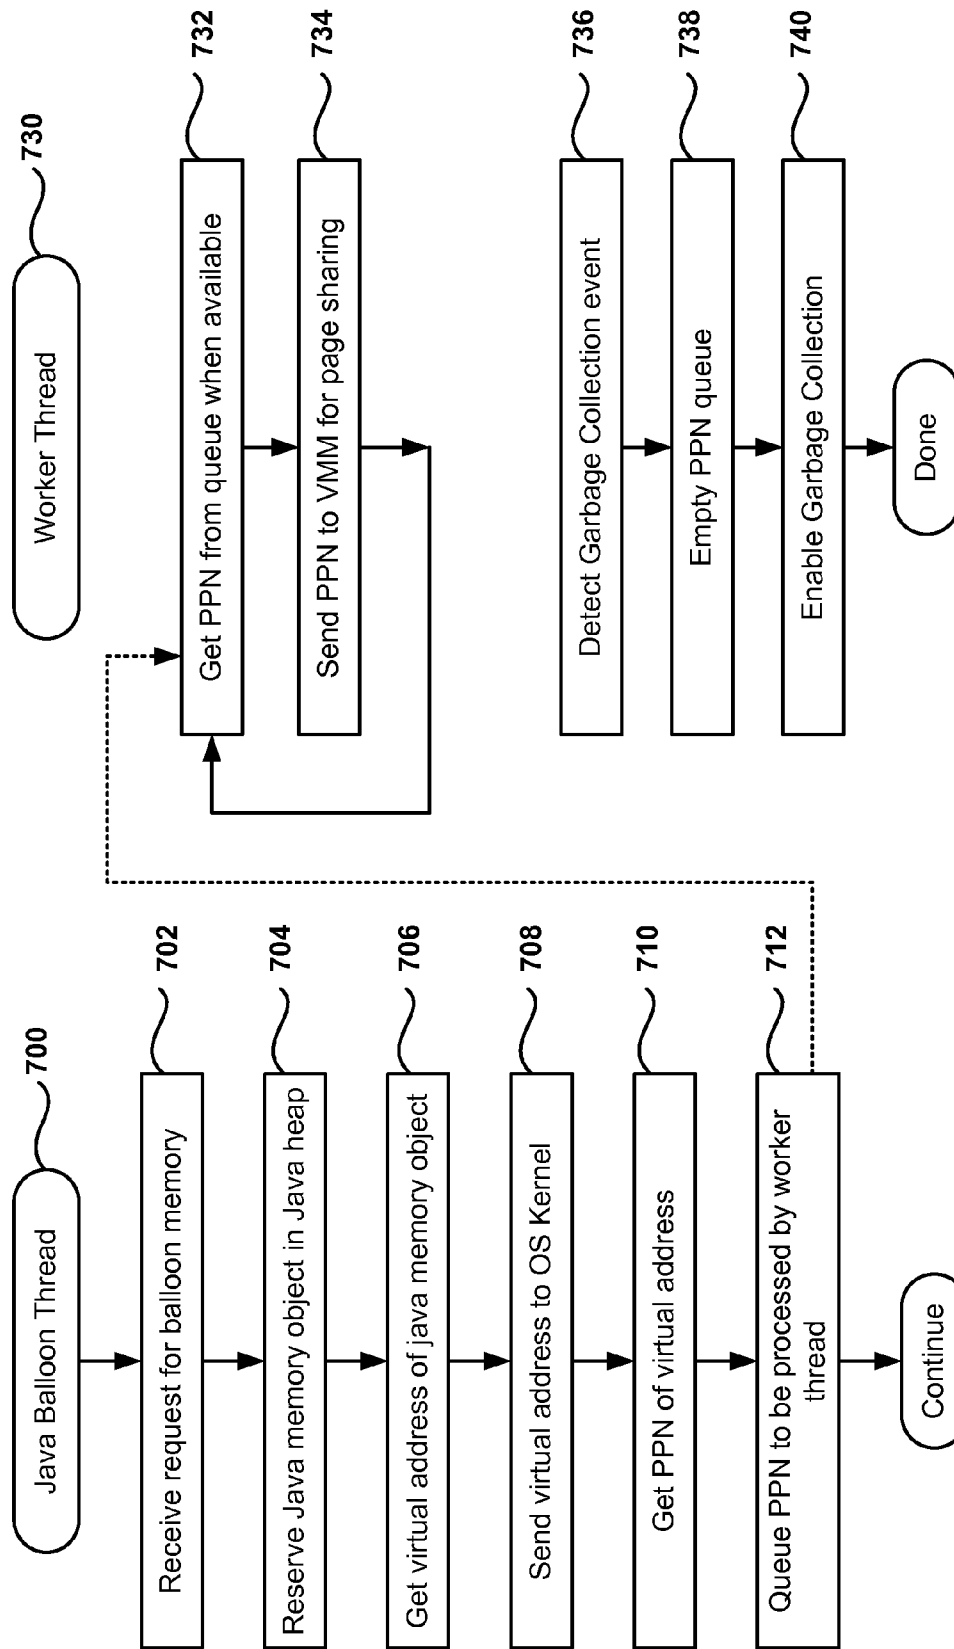 Java Balloon Thread
700
Receive request for balloon memory
702
Reserve Java memory object in Java heap
704
Get virtual address of java memory object
706
Send virtual address to OS Kernel
708
Get PPN of virtual address
710
Queue PPN to be processed by worker
thread
712
Continue
Worker Thread
730
Get PPN from queue when available
732
Send PPN to VMM for page sharing
734
Detect Garbage Collection event
736
Empty PPN queue
738
Enable Garbage Collection
740
Done